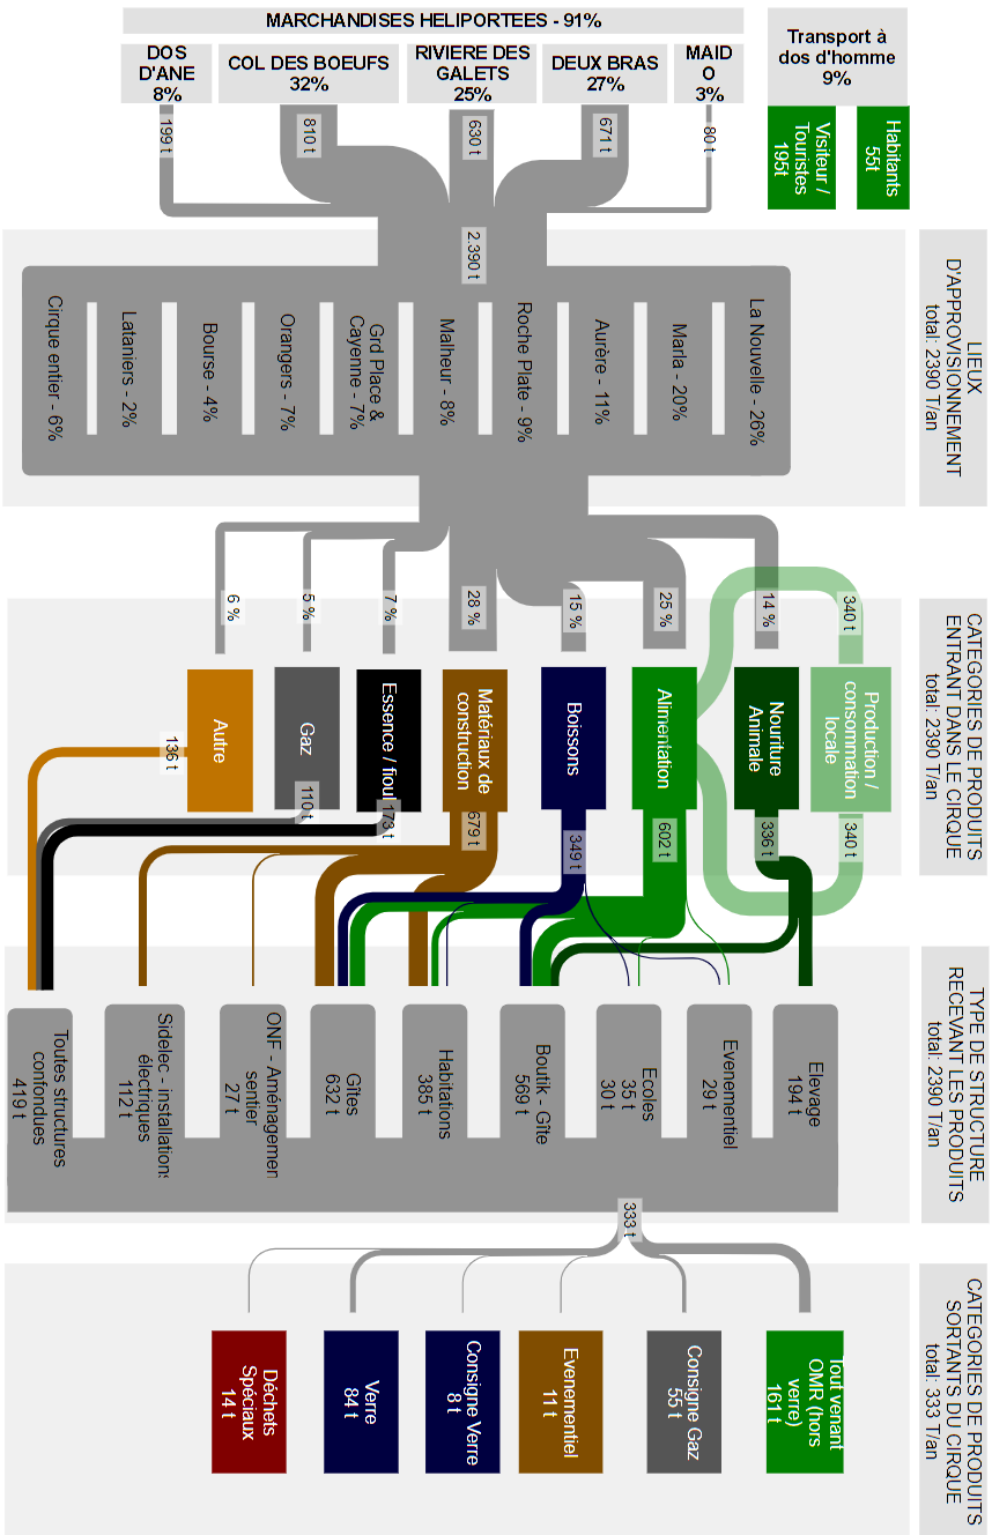 MARCHANDISES HELIPORTEES - 91%
DOS
D'ANE
8%
COL DES BOEUFS
32%
RIVIERE DES
GALETS
25%
DEUX BRAS
27%
MAID
O
3%
Transport à
dos d'homme
9%
199 t
810 t
630 t
671 t
80 t
Visiteur /
Touristes
195t
Habitants
55t
2.390 t
LIEUX
D'APPROVISIONNEMENT
total: 2390 T/an
La Nouvelle - 26%
Marla - 20%
Aurère - 11%
Roche Plate - 9%
Malheur - 8%
Grd Place &
Cayenne - 7%
Orangers - 7%
Bourse - 4%
Lataniers - 2%
Cirque entier - 6%
CATEGORIES DE PRODUITS
ENTRANT DANS LE CIRQUE
total: 2390 T/an
6 %
5 %
7 %
28 %
15 %
25 %
14 %
340 t
Production /
consommation
locale
Nourriture
Animale
Alimentation
Boissons
Matériaux de
construction
Essence / fioul
Gaz
Autre
136 t
110 t
173 t
679 t
349 t
602 t
336 t
340 t
TYPE DE STRUCTURE
RECEVANT LES PRODUITS
total: 2390 T/an
Elevage
194 t
Evenementiel
29 t
Ecoles
35 t
30 t
Boutik - Gîte
569 t
Habitations
385 t
Gîtes
632 t
ONF - Aménagemen
sentier
27 t
Sidelec - installations
électriques
112 t
Toutes structures
confondues
419 t
333 t
CATEGORIES DE PRODUITS
SORTANTS DU CIRQUE
total: 333 T/an
Tout venant
OMR (hors
verre)
161 t
Consigne Gaz
55 t
Evenementiel
11 t
Consigne Verre
8 t
Verre
84 t
Déchets
Spéciaux
14 t